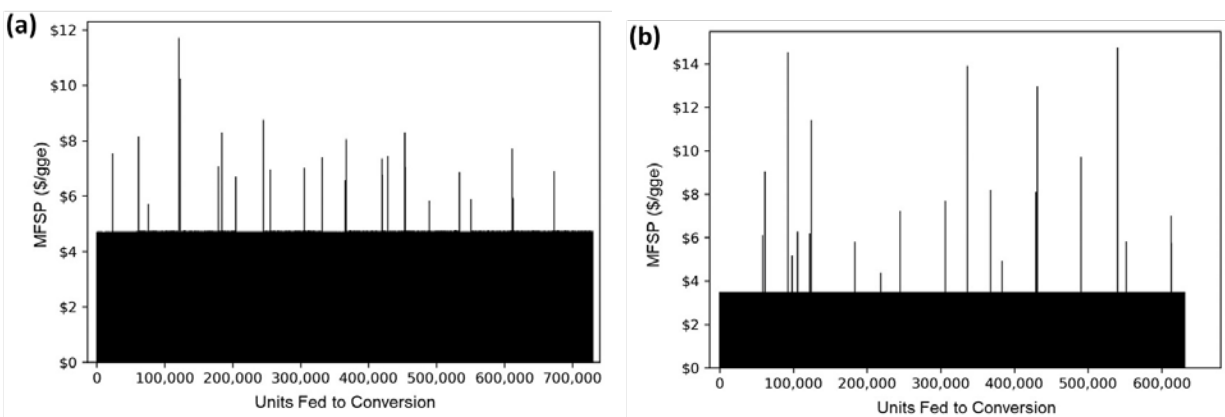 (a)
$12
$10
$8
$6
$4
$2
$0
MFSP ($/gge)
0 100,000 200,000 300,000 400,000 500,000 600,000 700,000
Units Fed to Conversion
(b)
$14
$12
$10
$8
$6
$4
$2
$0
MFSP ($/gge)
0 100,000 200,000 300,000 400,000 500,000 600,000
Units Fed to Conversion